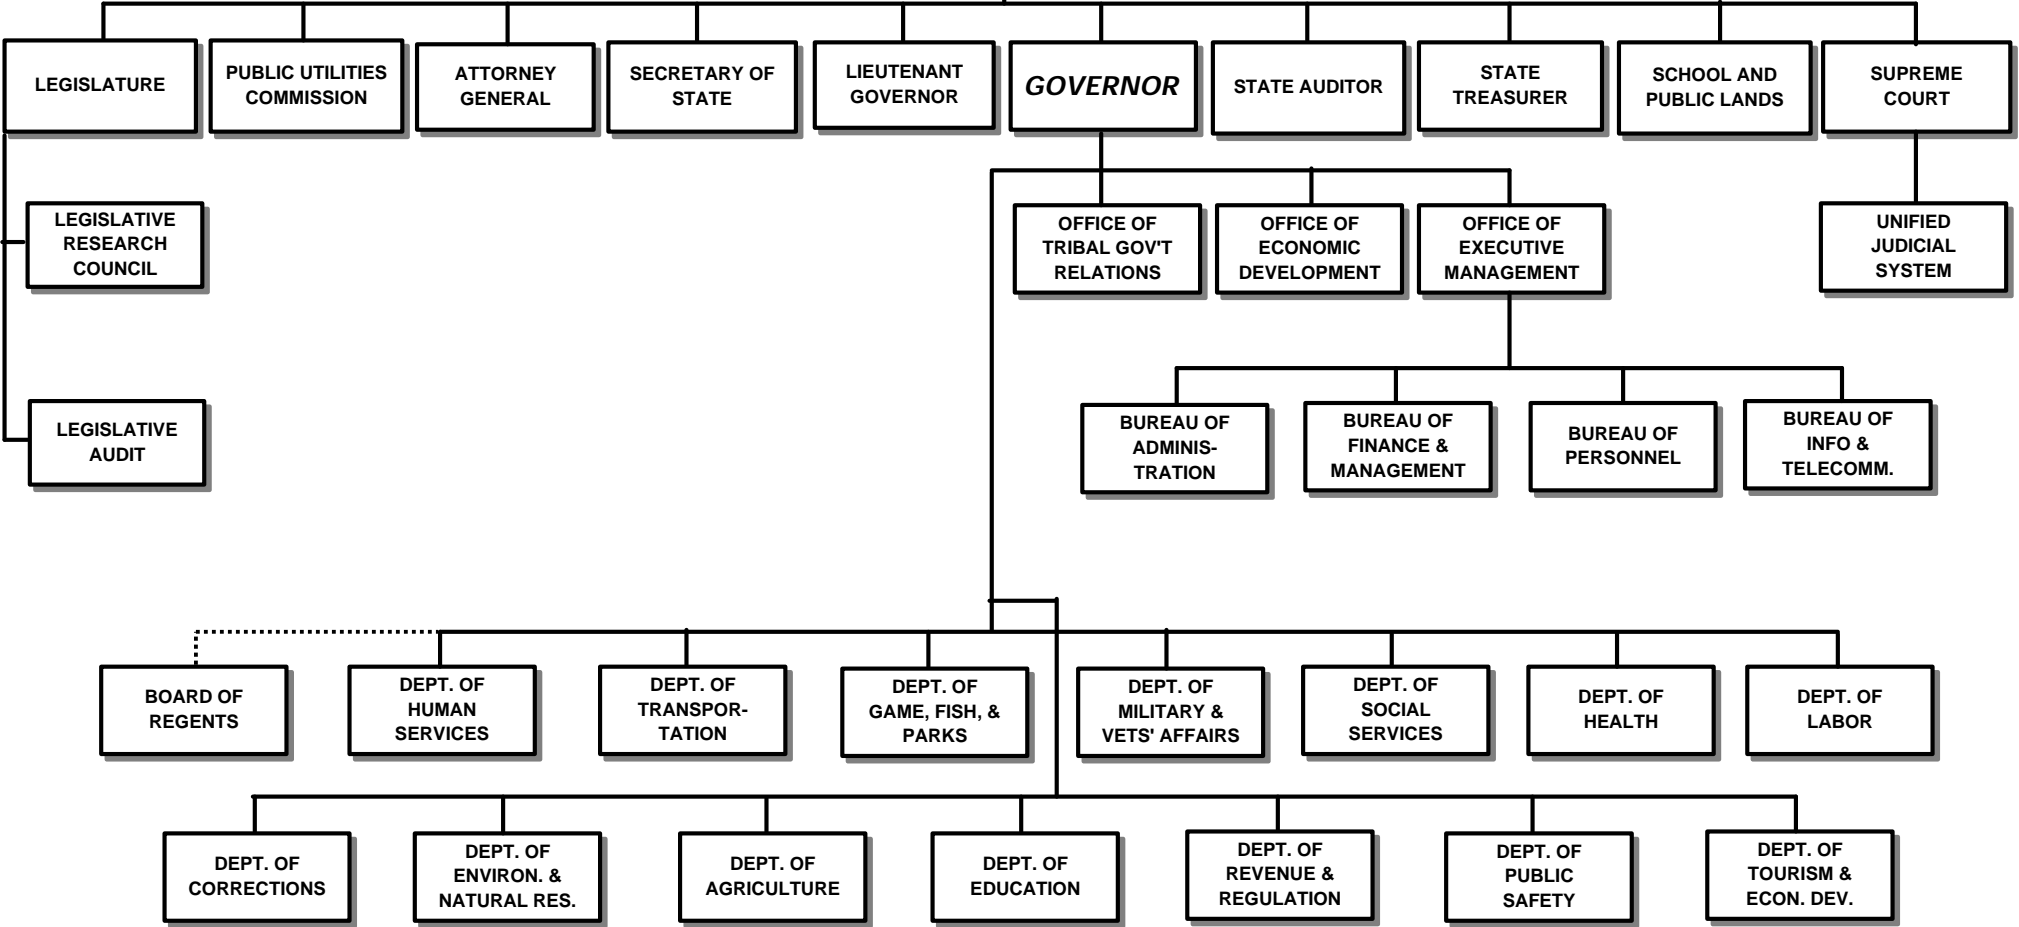 LEGISLATURE
PUBLIC UTILITIES
COMMISSION
ATTORNEY
GENERAL
SECRETARY OF
STATE
LIEUTENANT
GOVERNOR
GOVERNOR
STATE AUDITOR
STATE
TREASURER
SCHOOL AND
PUBLIC LANDS
SUPREME
COURT
LEGISLATIVE
RESEARCH
COUNCIL
OFFICE OF
TRIBAL GOV'T
RELATIONS
OFFICE OF
ECONOMIC
DEVELOPMENT
OFFICE OF
EXECUTIVE
MANAGEMENT
UNIFIED
JUDICIAL
SYSTEM
LEGISLATIVE
AUDIT
BUREAU OF
ADMINIS-
TRATION
BUREAU OF
FINANCE &
MANAGEMENT
BUREAU OF
PERSONNEL
BUREAU OF
INFO &
TELECOMM.
BOARD OF
REGENTS
DEPT. OF
HUMAN
SERVICES
DEPT. OF
TRANSPOR-
TATION
DEPT. OF
GAME, FISH, &
PARKS
DEPT. OF
MILITARY &
VETS' AFFAIRS
DEPT. OF
SOCIAL
SERVICES
DEPT. OF
HEALTH
DEPT. OF
LABOR
DEPT. OF
CORRECTIONS
DEPT. OF
ENVIRON. &
NATURAL RES.
DEPT. OF
AGRICULTURE
DEPT. OF
EDUCATION
DEPT. OF
REVENUE &
REGULATION
DEPT. OF
PUBLIC
SAFETY
DEPT. OF
TOURISM &
ECON. DEV.